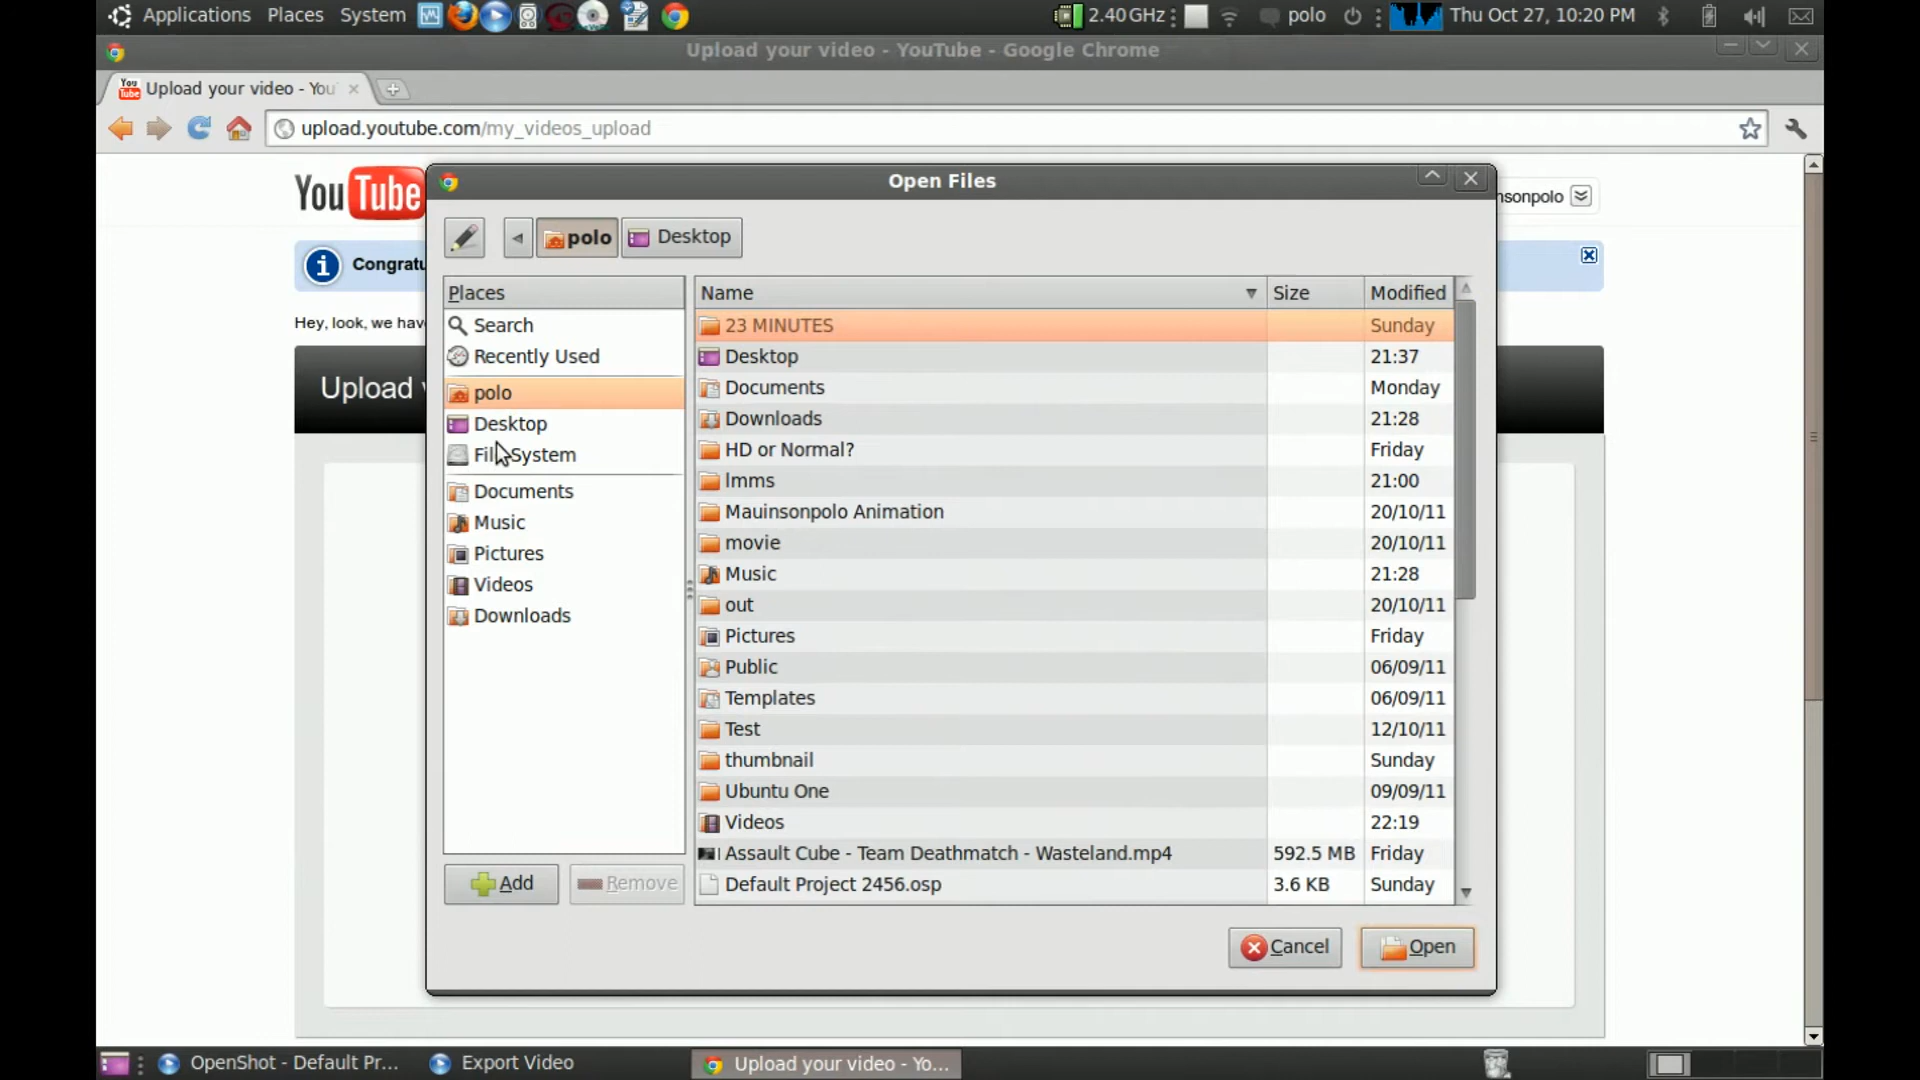 Applications Places System 2.40 GHz polo Thu Oct 27, 10:20 PM
Upload your video - YouTube - Google Chrome
You Tube Upload your video - You
upload.youtube.com/my_videos_upload
YouTube
nsonpolo
Open Files
polo Desktop
Congratu
Hey, look, we hav
Upload
Places
Search
Recently Used
polo
Desktop
File System
Documents
Music
Pictures
Videos
Downloads
Add Remove
Name Size Modified
23 MINUTES Sunday
Desktop 21:37
Documents Monday
Downloads 21:28
HD or Normal? Friday
lmms 21:00
Mauinsonpolo Animation 20/10/11
movie 20/10/11
Music 21:28
out 20/10/11
Pictures Friday
Public 06/09/11
Templates 06/09/11
Test 12/10/11
thumbnail Sunday
Ubuntu One 09/09/11
Videos 22:19
Assault Cube - Team Deathmatch - Wasteland.mp4 592.5 MB Friday
Default Project 2456.osp 3.6 KB Sunday
Cancel Open
OpenShot - Default Pr... Export Video Upload your video - Yo...